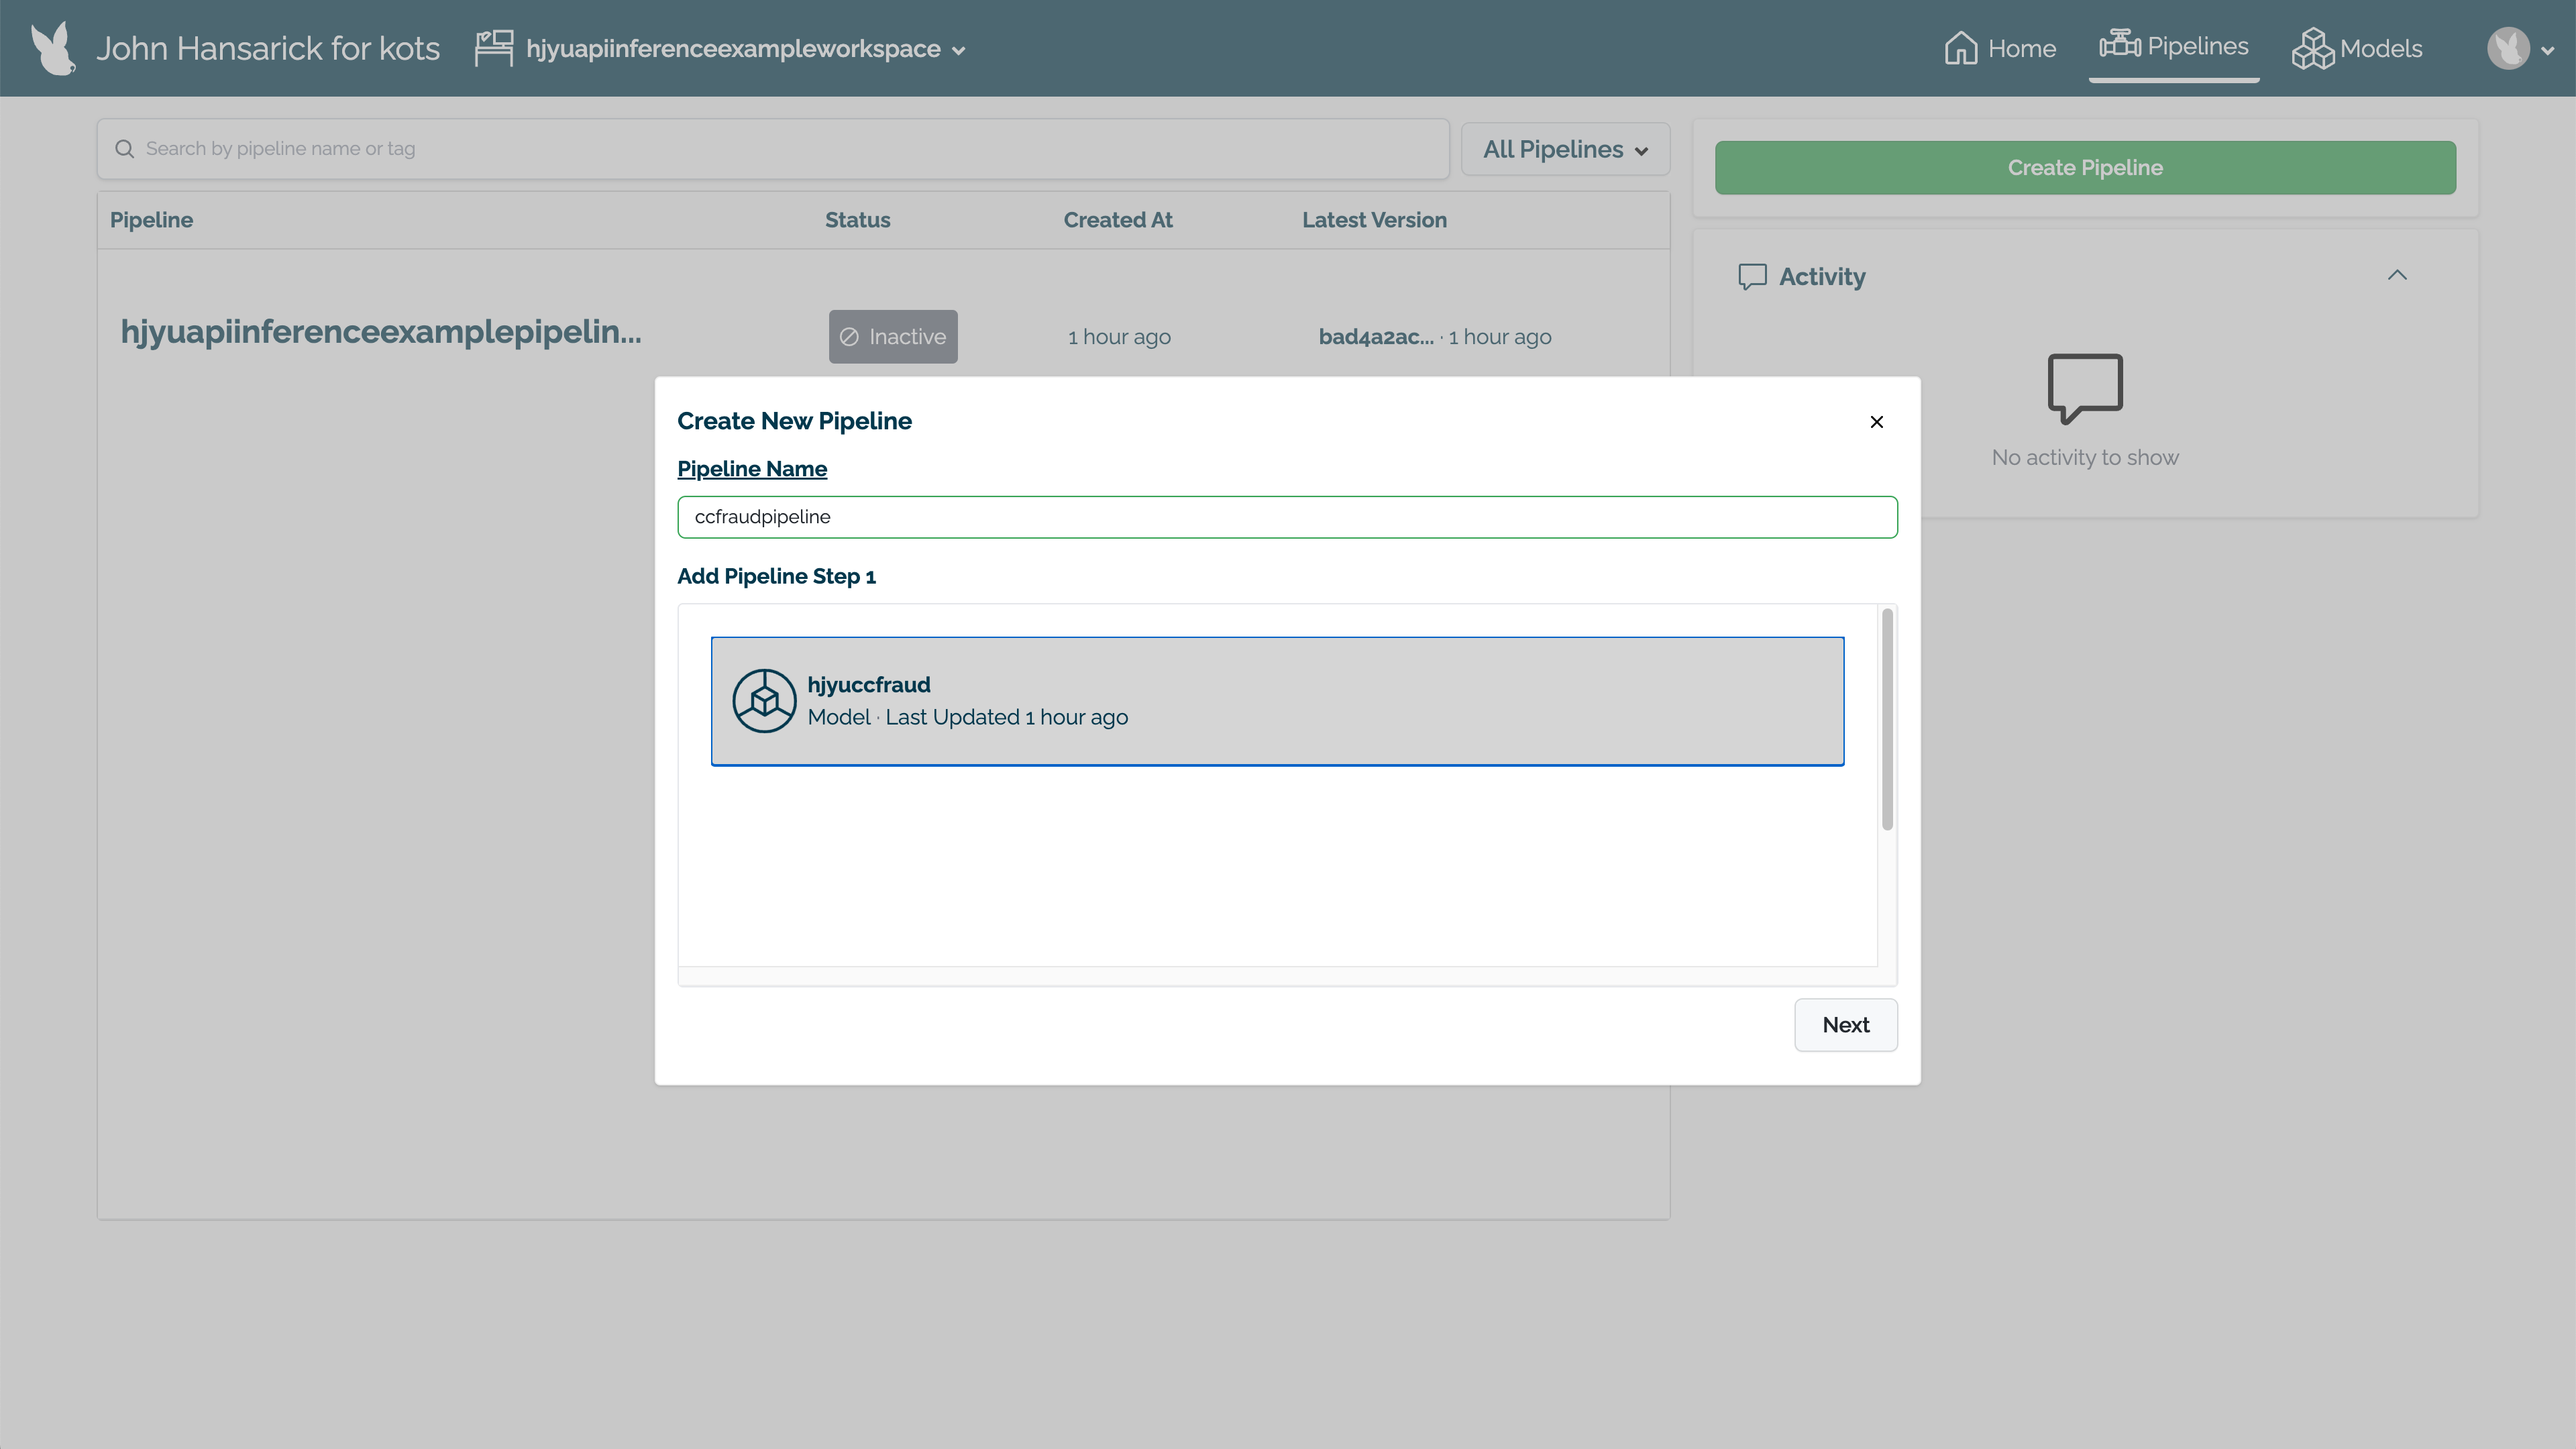 John Hansarick for kots
hjyuapiinferenceexampleworkspace
Home
Pipelines
Models
Search by pipeline name or tag
All Pipelines
Create Pipeline
Pipeline Status Created At Latest Version
hjyuapiinferenceexamplepipelin... Inactive 1 hour ago bad4a2ac... · 1 hour ago
Activity
No activity to show
Create New Pipeline
Pipeline Name
ccfraudpipeline
Add Pipeline Step 1
hjyuccfraud
Model · Last Updated 1 hour ago
Next